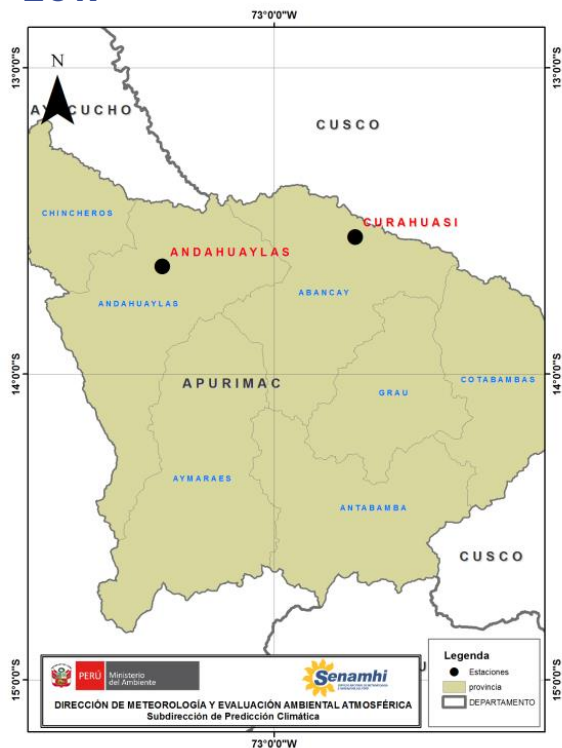 73°0'0"W
13°0'0"S
13°0'0"S
N
CUSCO
CHINCHEROS
CURAHUASI
ANDAHUAYLAS
ANDAHUAYLAS
ABANCAY
14°0'0"S
APURIMAC
COTABAMBAS
14°0'0"S
GRAU
AYMARAES
ANTABAMBA
CUSCO
Legenda
Estaciones
provincia
DEPARTAMENTO
PERÚ
Ministerio
del Ambiente
Senamhi
DIRECCIÓN DE METEOROLOGÍA Y EVALUACIÓN AMBIENTAL ATMOSFÉRICA
Subdirección de Predicción Climática
15°0'0"S
15°0'0"S
73°0'0"W